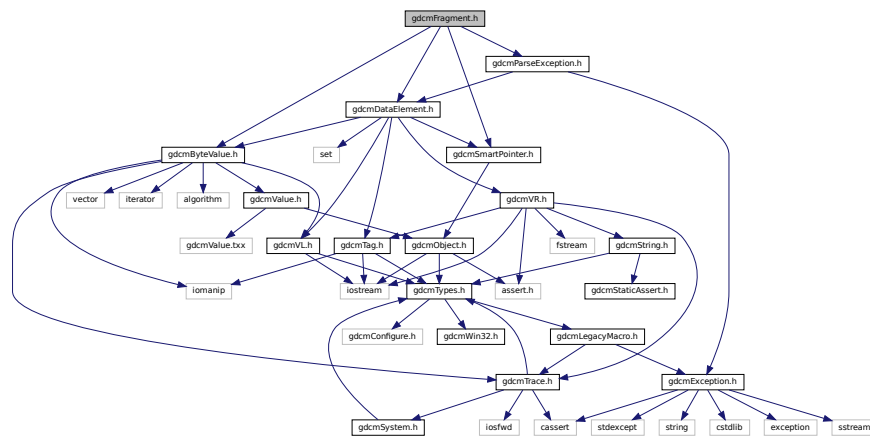 gdcmFragment.h
gdcmParseException.h
gdcmDataElement.h
gdcmByteValue.h
set
gdcmSmartPointer.h
vector
iterator
algorithm
gdcmValue.h
gdcmVR.h
gdcmValue.txx
gdcmVL.h
gdcmTag.h
gdcmObject.h
fstream
gdcmString.h
iomanip
iostream
gdcmTypes.h
assert.h
gdcmStaticAssert.h
gdcmConfigure.h
gdcmWin32.h
gdcmLegacyMacro.h
gdcmTrace.h
gdcmException.h
gdcmSystem.h
iosfwd
cassert
stdexcept
string
cstdlib
exception
sstream